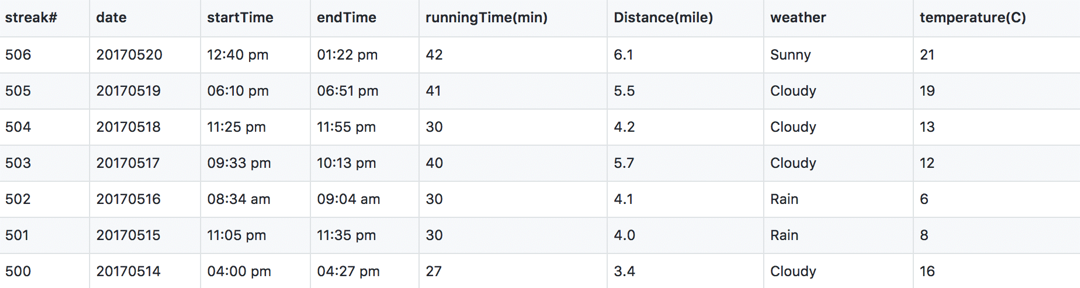 streak# date startTime endTime runningTime(min) Distance(mile) weather temperature(C)
506 20170520 12:40 pm 01:22 pm 42 6.1 Sunny 21
505 20170519 06:10 pm 06:51 pm 41 5.5 Cloudy 19
504 20170518 11:25 pm 11:55 pm 30 4.2 Cloudy 13
503 20170517 09:33 pm 10:13 pm 40 5.7 Cloudy 12
502 20170516 08:34 am 09:04 am 30 4.1 Rain 6
501 20170515 11:05 pm 11:35 pm 30 4.0 Rain 8
500 20170514 04:00 pm 04:27 pm 27 3.4 Cloudy 16